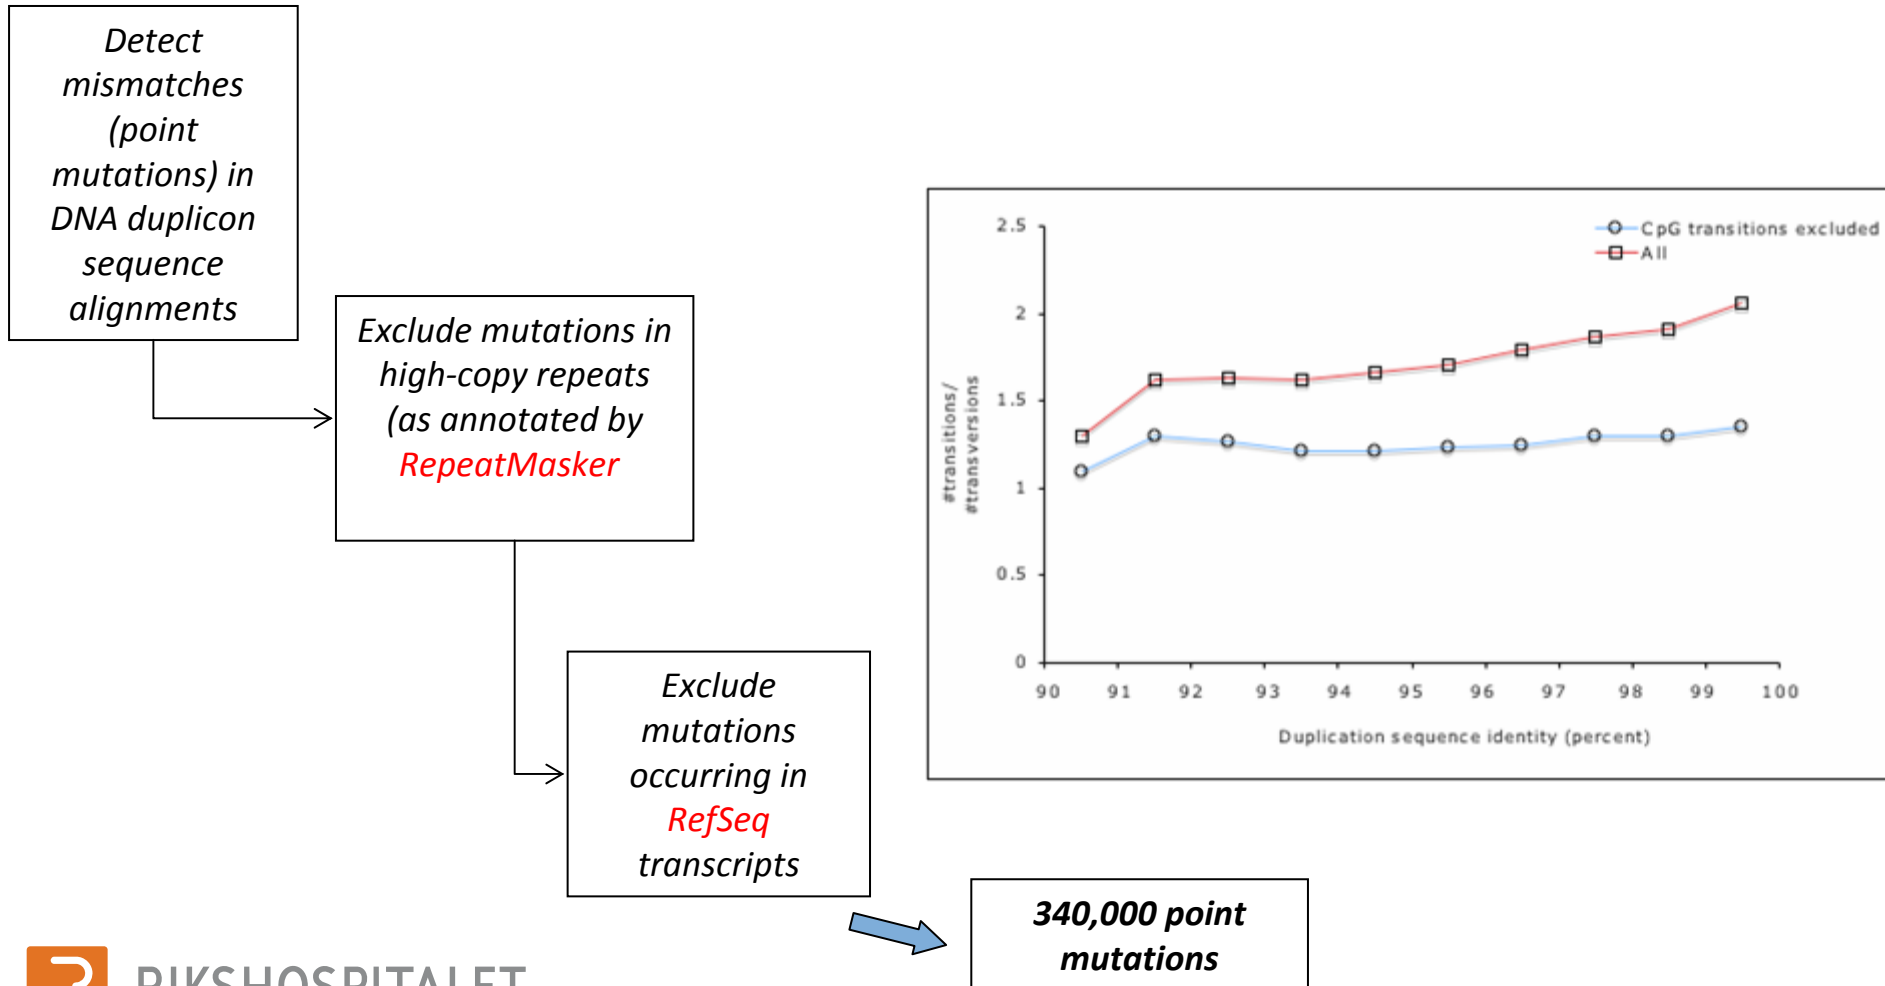 Detect
mismatches
(point
mutations) in
DNA duplicon
sequence
alignments
Exclude mutations in
high-copy repeats
(as annotated by
RepeatMasker
Exclude
mutations
occurring in
RefSeq
transcripts
340,000 point
mutations
2.5
2
1.5
1
0.5
0
90 91 92 93 94 95 96 97 98 99 100
#transitions/
#transversions
Duplication sequence identity (percent)
CpG transitions excluded
All
RIKSHOSPITALET